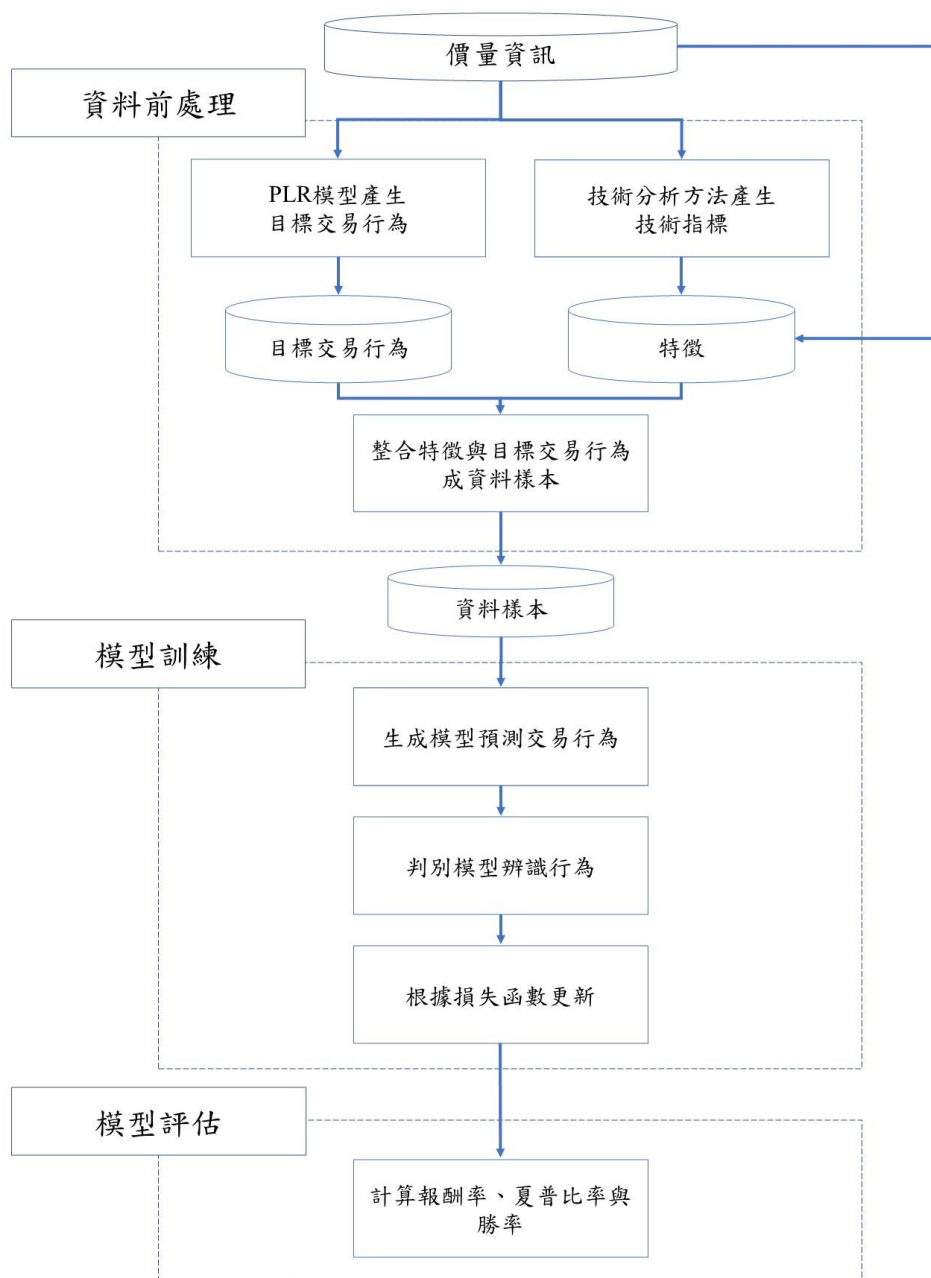 價量資訊
資料前處理
PLR模型產生
目標交易行為
技術分析方法產生
技術指標
目標交易行為
特徵
整合特徵與目標交易行為
成資料樣本
資料樣本
模型訓練
生成模型預測交易行為
判別模型辨識行為
根據損失函數更新
模型評估
計算報酬率、夏普比率與
勝率